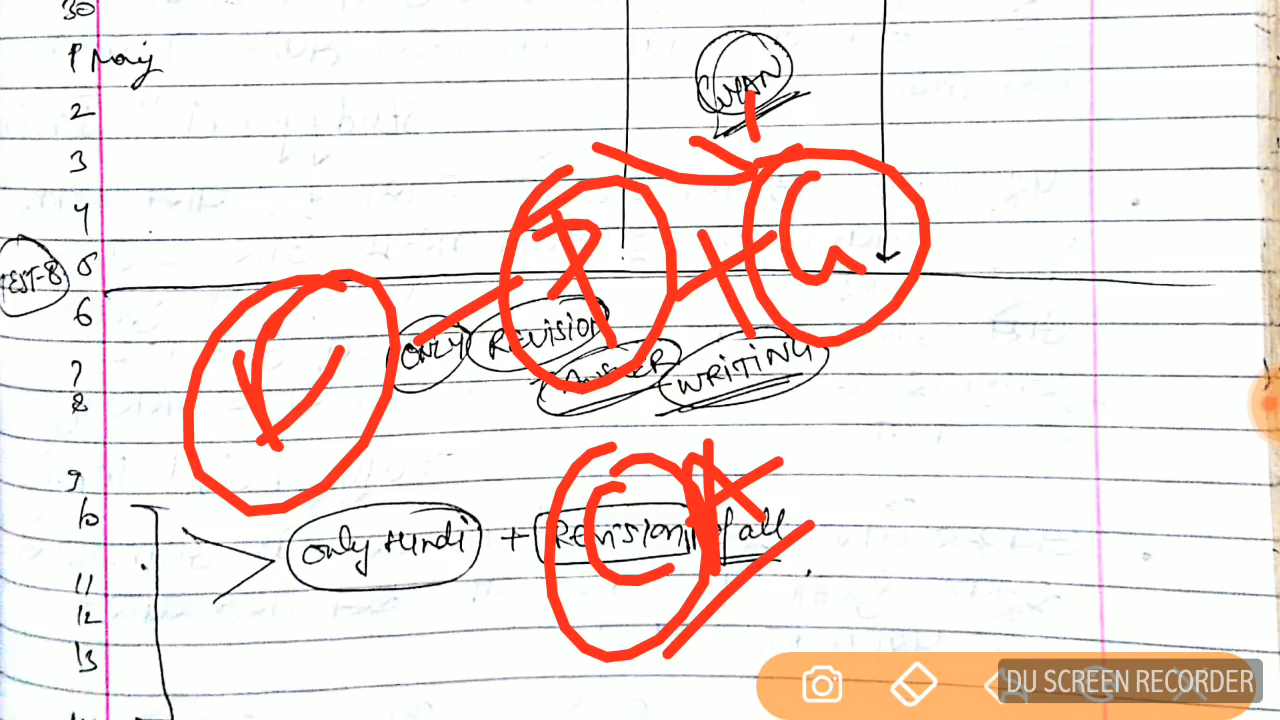 30
1 May
2
3
4
TEST-8 5
6
ONLY REVISION
7
ANSWER WRITING
8
9
10
only Hindi + REVISION of all
11
12
13
DU SCREEN RECORDER